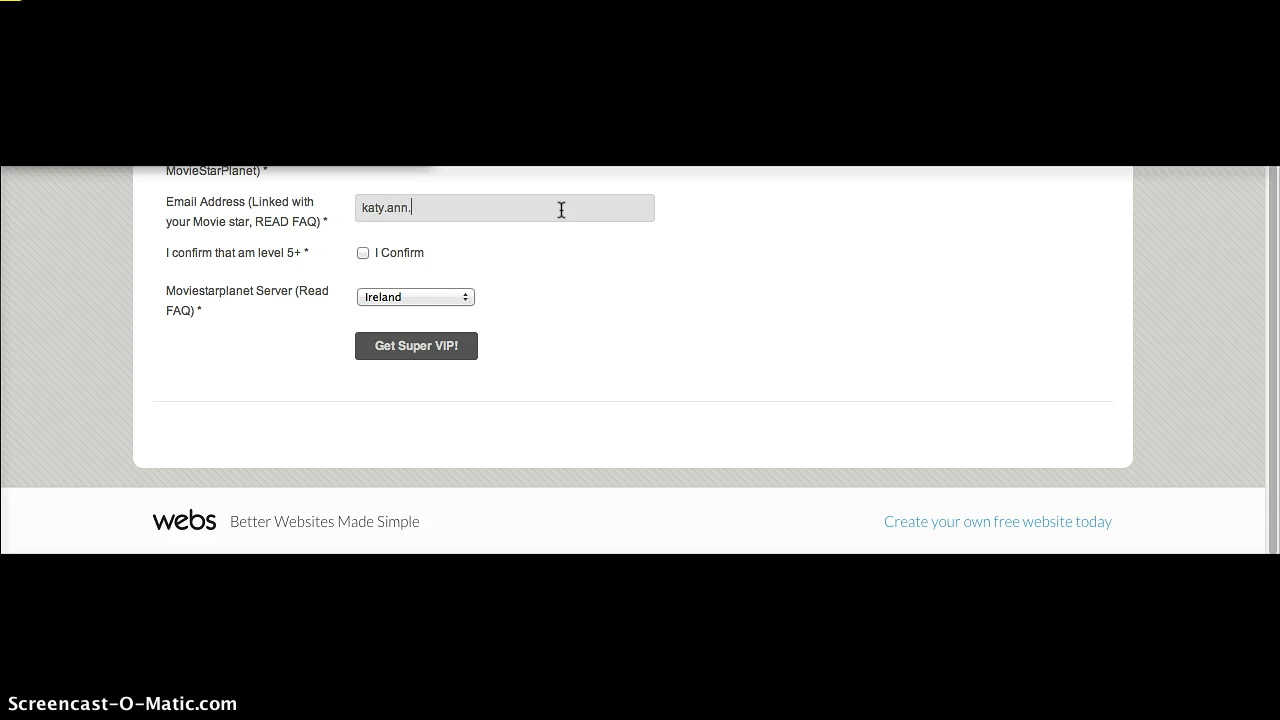 MovieStarPlanet) *
Email Address (Linked with
your Movie star, READ FAQ) *
katy.ann.
I confirm that am level 5+ *
I Confirm
Moviestarplanet Server (Read
FAQ) *
Ireland
Get Super VIP!
webs Better Websites Made Simple
Create your own free website today
Screencast-O-Matic.com